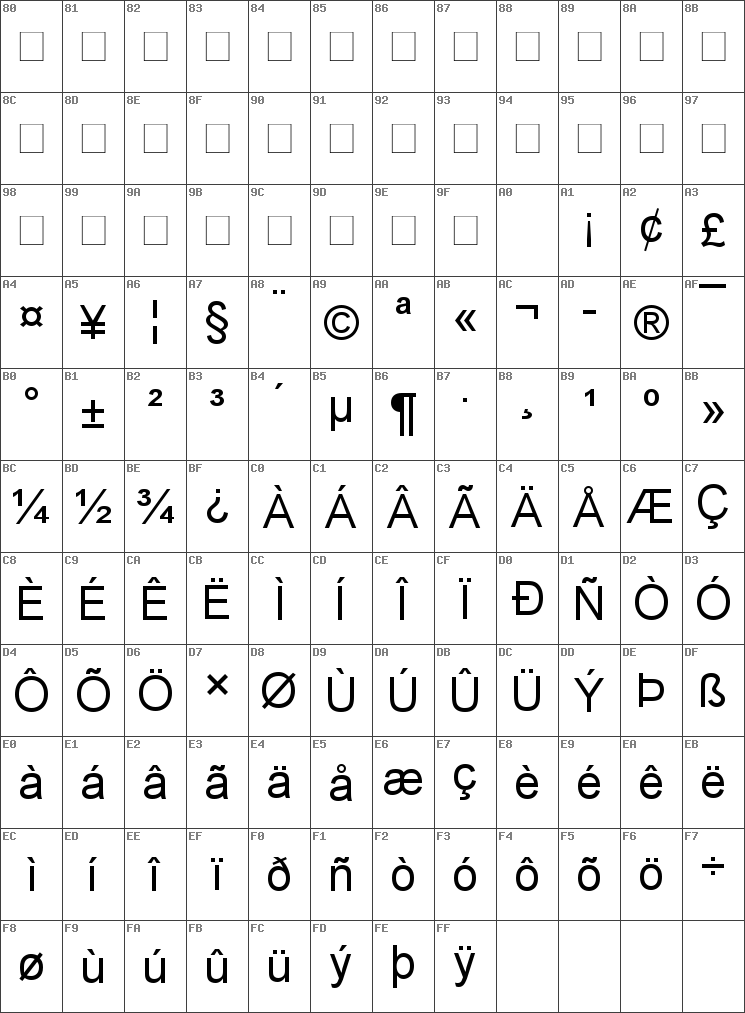 80 81 82 83 84 85 86 87 88 89 8A 8B
8C 8D 8E 8F 90 91 92 93 94 95 96 97
98 99 9A 9B 9C 9D 9E 9F A0 A1 A2 A3
¡ ¢ £
A4 A5 A6 A7 A8 A9 AA AB AC AD AE AF
¤ ¥ ¦ § ¨ © ª « ¬ - ® ¯
B0 B1 B2 B3 B4 B5 B6 B7 B8 B9 BA BB
° ± ² ³ ´ µ ¶ · ¸ ¹ º »
BC BD BE BF C0 C1 C2 C3 C4 C5 C6 C7
¼ ½ ¾ ¿ À Á Â Ã Ä Å Æ Ç
C8 C9 CA CB CC CD CE CF D0 D1 D2 D3
È É Ê Ë Ì Í Î Ï Ð Ñ Ò Ó
D4 D5 D6 D7 D8 D9 DA DB DC DD DE DF
Ô Õ Ö × Ø Ù Ú Û Ü Ý Þ ß
E0 E1 E2 E3 E4 E5 E6 E7 E8 E9 EA EB
à á â ã ä å æ ç è é ê ë
EC ED EE EF F0 F1 F2 F3 F4 F5 F6 F7
ì í î ï ð ñ ò ó ô õ ö ÷
F8 F9 FA FB FC FD FE FF
ø ù ú û ü ý þ ÿ